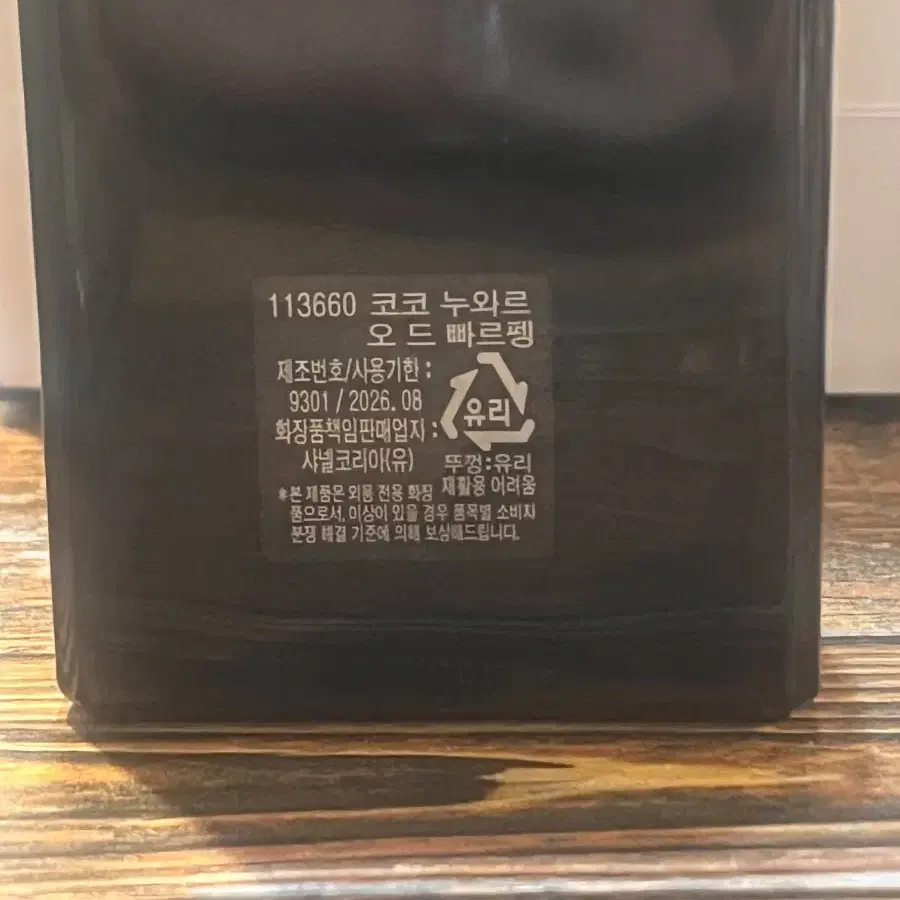 113660 코코 누와르
오 드 빠르펭
제조번호/사용기한 :
9301 / 2026. 08
화장품책임판매업자 :
샤넬코리아(유)
유리
뚜껑:유리
재활용 어려움
*본 제품은 외품 전용 화장
품으로서, 이상이 있을 경우 품목별 소비자
분쟁 해결 기준에 의해 보상해드립니다.